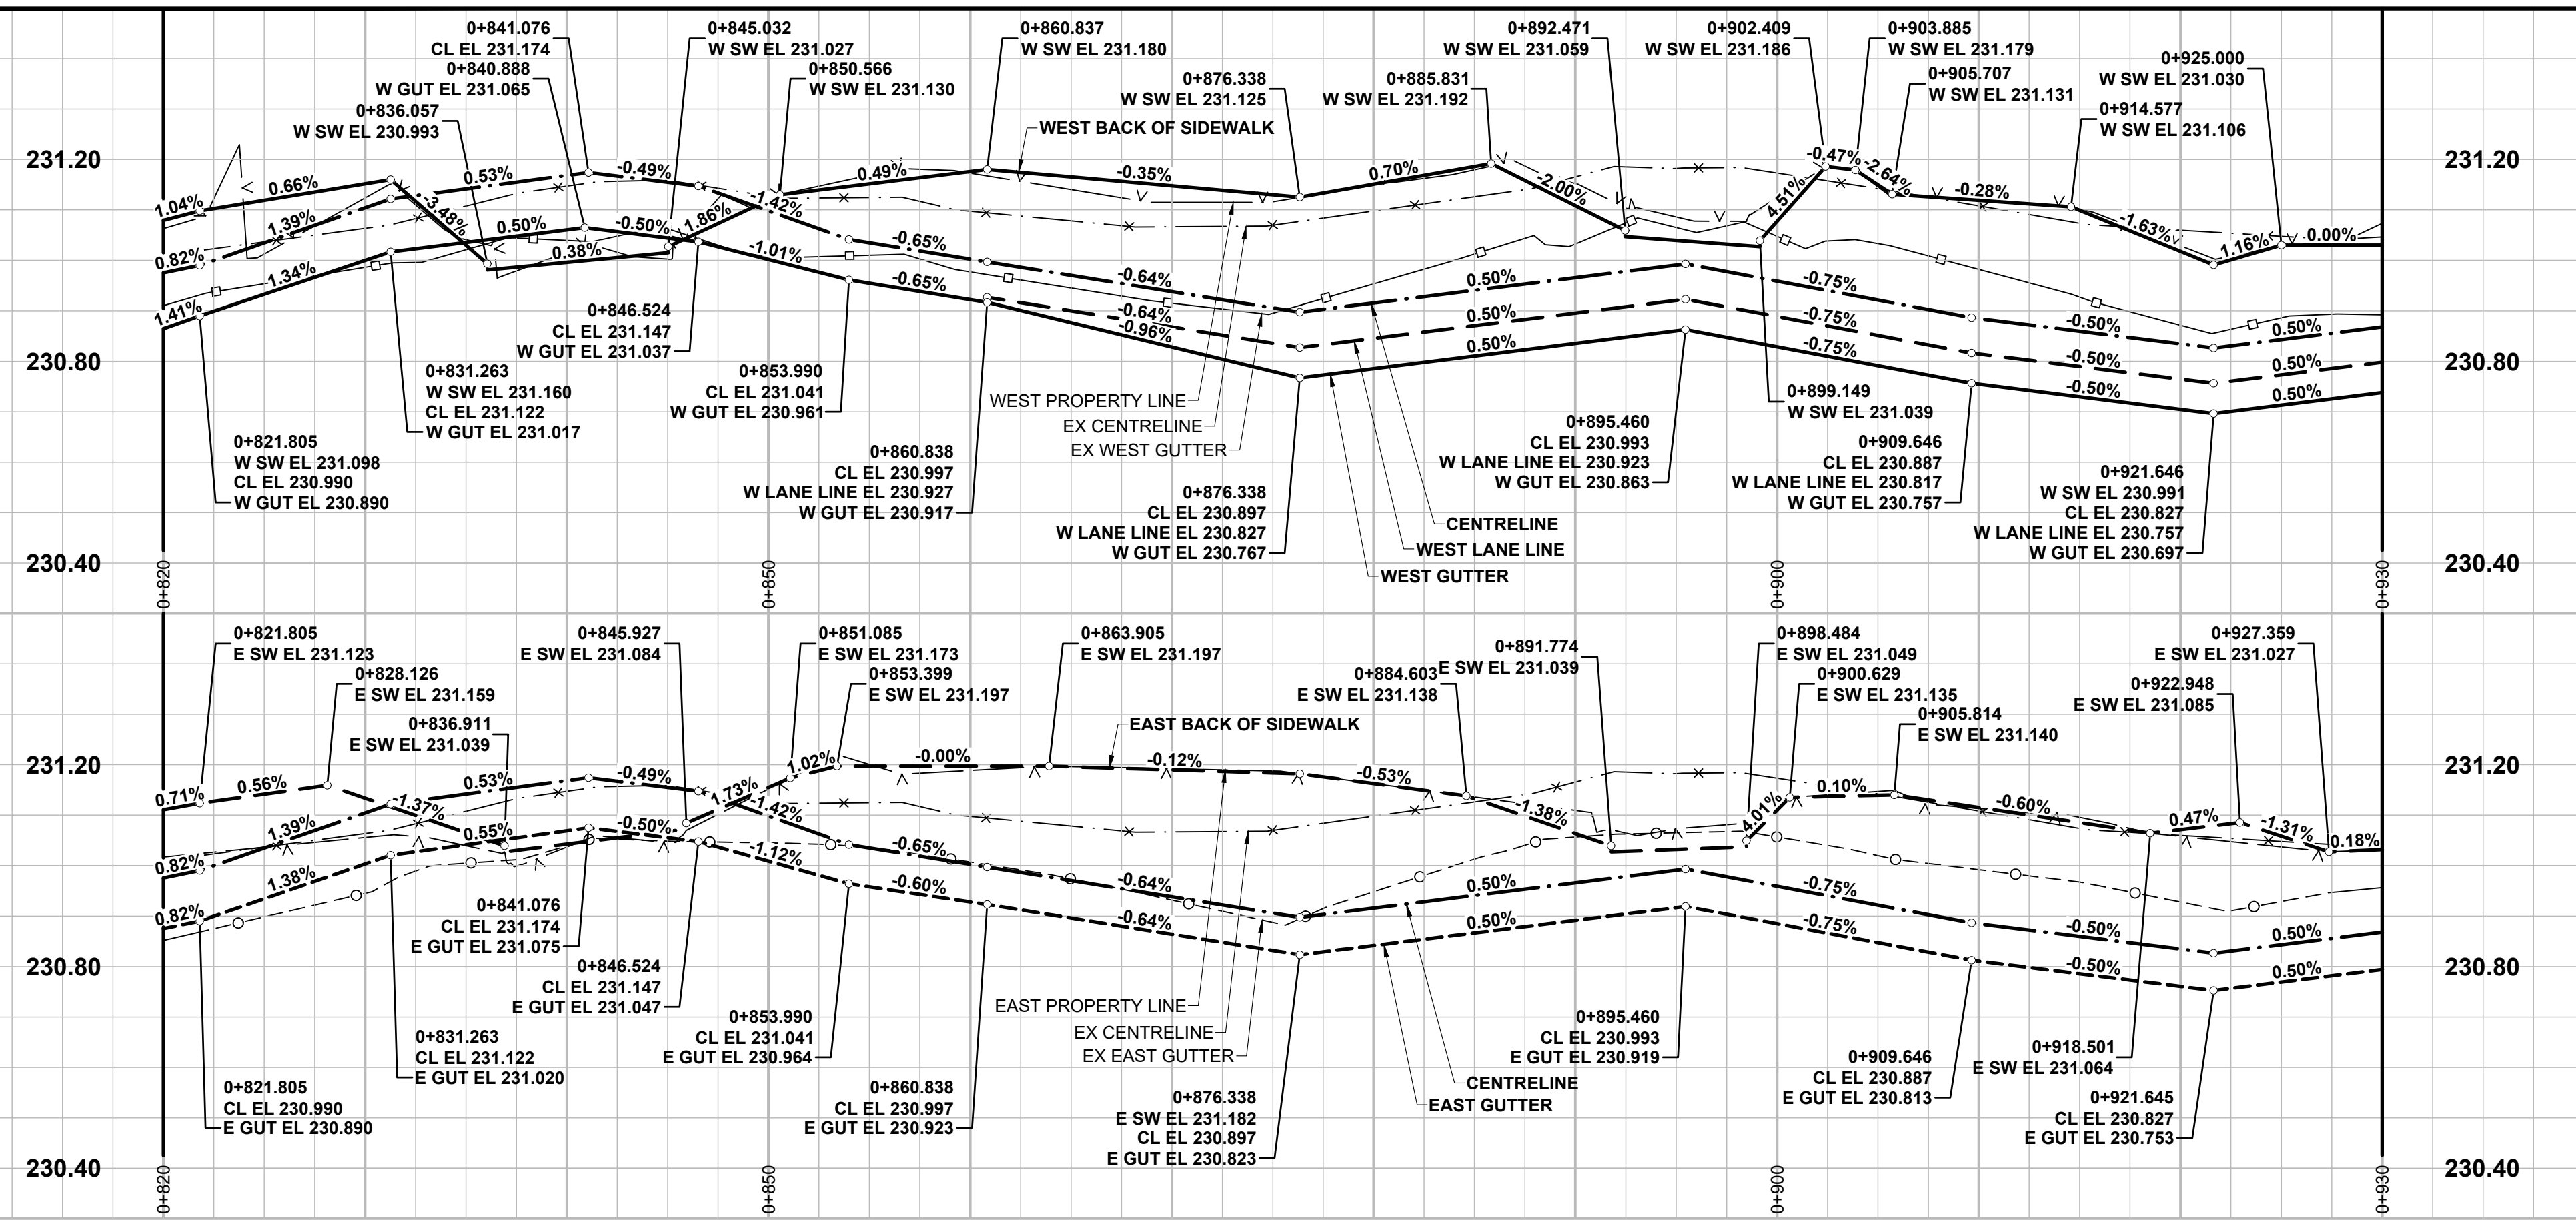 0+841.076
CL EL 231.174
0+840.888
W GUT EL 231.065
0+836.057
W SW EL 230.993
0+845.032
W SW EL 231.027
0+850.566
W SW EL 231.130
0+860.837
W SW EL 231.180
0+876.338
W SW EL 231.125
0+885.831
W SW EL 231.192
0+892.471
W SW EL 231.059
0+902.409
W SW EL 231.186
0+903.885
W SW EL 231.179
0+905.707
W SW EL 231.131
0+925.000
W SW EL 231.030
0+914.577
W SW EL 231.106
WEST BACK OF SIDEWALK
231.20
231.20
1.04%
0.66%
0.53%
-0.49%
0.49%
-0.35%
0.70%
-2.00%
4.51%
-0.47%
-2.64%
-0.28%
-1.63%
1.16%
0.00%
0.82%
1.39%
-3.48%
0.50%
-0.50%
0.38%
1.86%
-1.42%
-0.65%
-0.64%
0.50%
-0.75%
-0.50%
0.50%
1.41%
1.34%
-1.01%
-0.65%
-0.64%
-0.96%
0.50%
0.50%
-0.75%
-0.75%
-0.50%
-0.50%
0.50%
0.50%
230.80
230.80
0+821.805
W SW EL 231.098
CL EL 230.990
W GUT EL 230.890
0+831.263
W SW EL 231.160
CL EL 231.122
W GUT EL 231.017
0+846.524
CL EL 231.147
W GUT EL 231.037
0+853.990
CL EL 231.041
W GUT EL 230.961
0+860.838
CL EL 230.997
W LANE LINE EL 230.927
W GUT EL 230.917
WEST PROPERTY LINE
EX CENTRELINE
EX WEST GUTTER
0+876.338
CL EL 230.897
W LANE LINE EL 230.827
W GUT EL 230.767
CENTRELINE
WEST LANE LINE
WEST GUTTER
0+895.460
CL EL 230.993
W LANE LINE EL 230.923
W GUT EL 230.863
0+899.149
W SW EL 231.039
0+909.646
CL EL 230.887
W LANE LINE EL 230.817
W GUT EL 230.757
0+921.646
W SW EL 230.991
CL EL 230.827
W LANE LINE EL 230.757
W GUT EL 230.697
230.40
230.40
0+820
0+850
0+900
0+930
0+821.805
E SW EL 231.123
0+828.126
E SW EL 231.159
0+836.911
E SW EL 231.039
0+845.927
E SW EL 231.084
0+851.085
E SW EL 231.173
0+853.399
E SW EL 231.197
0+863.905
E SW EL 231.197
EAST BACK OF SIDEWALK
0+884.603
E SW EL 231.138
0+891.774
E SW EL 231.039
0+898.484
E SW EL 231.049
0+900.629
E SW EL 231.135
0+905.814
E SW EL 231.140
0+927.359
E SW EL 231.027
0+922.948
E SW EL 231.085
231.20
231.20
0.71%
0.56%
0.53%
-0.49%
1.73%
1.02%
-0.00%
-0.12%
-0.53%
-1.38%
4.01%
0.10%
-0.60%
0.47%
-1.31%
0.18%
0.82%
1.39%
-1.37%
0.55%
-0.50%
-1.42%
-0.65%
-0.64%
0.50%
-0.75%
-0.50%
0.50%
0.82%
1.38%
-1.12%
-0.60%
-0.64%
0.50%
-0.75%
-0.50%
0.50%
230.80
230.80
0+821.805
CL EL 230.990
E GUT EL 230.890
0+831.263
CL EL 231.122
E GUT EL 231.020
0+841.076
CL EL 231.174
E GUT EL 231.075
0+846.524
CL EL 231.147
E GUT EL 231.047
0+853.990
CL EL 231.041
E GUT EL 230.964
0+860.838
CL EL 230.997
E GUT EL 230.923
EAST PROPERTY LINE
EX CENTRELINE
EX EAST GUTTER
0+876.338
E SW EL 231.182
CL EL 230.897
E GUT EL 230.823
CENTRELINE
EAST GUTTER
0+895.460
CL EL 230.993
E GUT EL 230.919
0+909.646
CL EL 230.887
E GUT EL 230.813
0+918.501
E SW EL 231.064
0+921.645
CL EL 230.827
E GUT EL 230.753
230.40
230.40
0+820
0+850
0+900
0+930